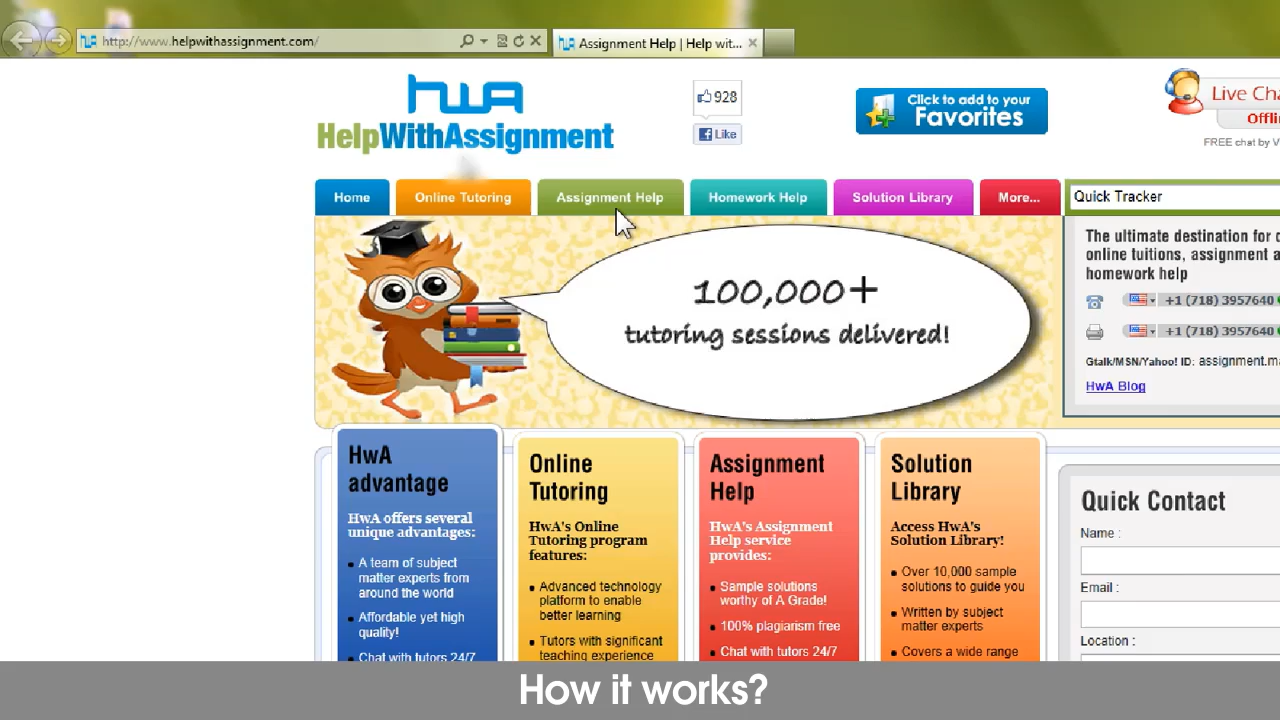 http://www.helpwithassignment.com/
Assignment Help | Help wit...
hwa
HelpWithAssignment
928
Like
Click to add to your
Favorites
Live Cha
Offli
FREE chat by V
Home
Online Tutoring
Assignment Help
Homework Help
Solution Library
More...
Quick Tracker
100,000+
tutoring sessions delivered!
The ultimate destination for
online tuitions, assignment a
homework help
+1 (718) 3957640
+1 (718) 3957640
Gtalk/MSN/Yahoo! ID: assignment.m
HwA Blog
HwA
advantage
HwA offers several
unique advantages:
A team of subject
matter experts from
around the world
Affordable yet high
quality!
Chat with tutors 24/7
Online
Tutoring
HwA's Online
Tutoring program
features:
Advanced technology
platform to enable
better learning
Tutors with significant
teaching experience
Assignment
Help
HwA's Assignment
Help service
provides:
Sample solutions
worthy of A Grade!
100% plagiarism free
Chat with tutors 24/7
Solution
Library
Access HwA's
Solution Library!
Over 10,000 sample
solutions to guide you
Written by subject
matter experts
Covers a wide range
Quick Contact
Name :
Email :
Location :
How it works?